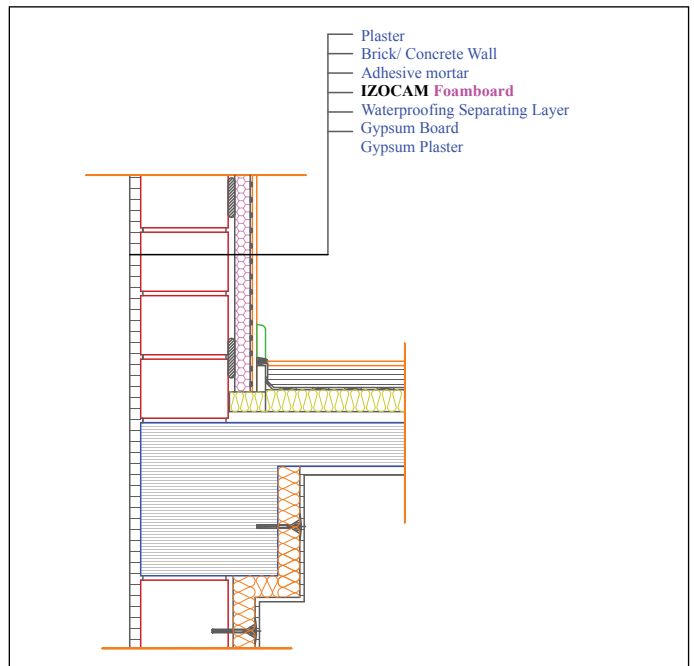 Plaster
Brick/ Concrete Wall
Adhesive mortar
IZOCAM Foamboard
Waterproofing Separating Layer
Gypsum Board
Gypsum Plaster